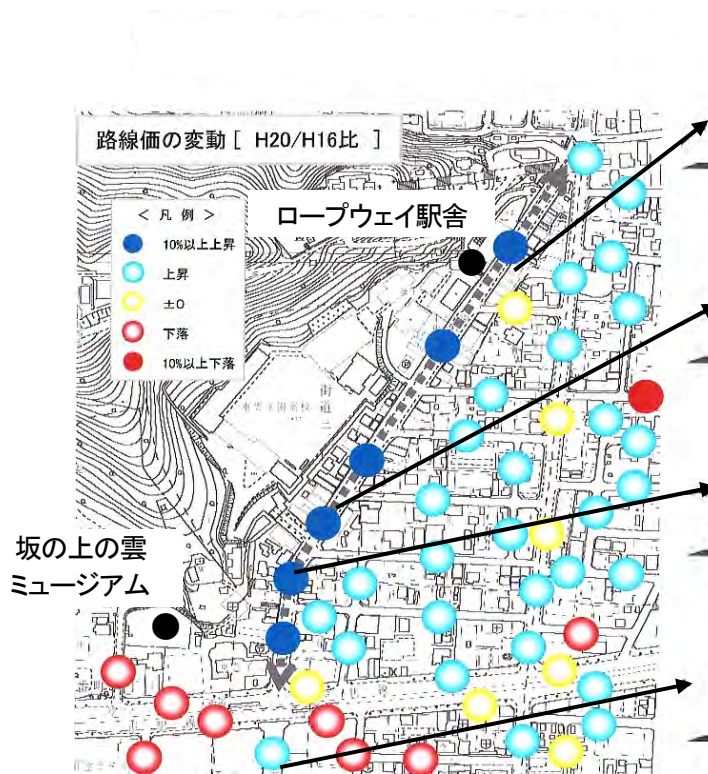 路線価の変動［ H20/H16比 ］
ロープウェイ駅舎
＜ 凡 例 ＞
10%以上上昇
上昇
±0
下落
10%以上下落
坂の上の雲
ミュージアム